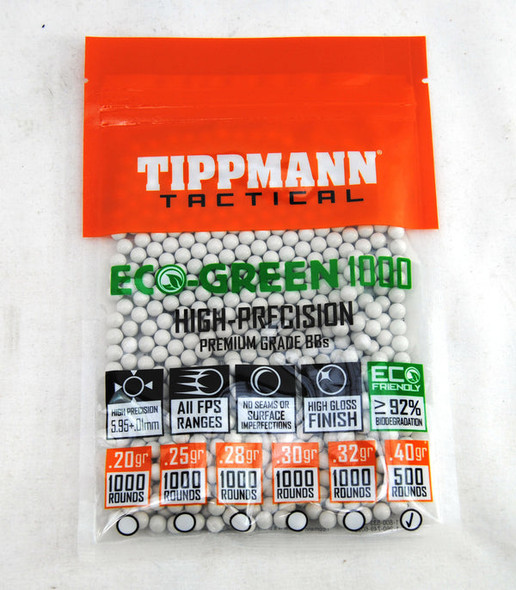 TIPPMANN®
TACTICAL
ECO-GREEN 1000
HIGH-PRECISION
PREMIUM GRADE BBs
HIGH PRECISION
5.95+.01mm
All FPS
RANGES
NO SEAMS OR
SURFACE
IMPERFECTIONS
HIGH GLOSS
FINISH
ECO
FRIENDLY
≥ 92%
BIODEGRADATION
.20gr
1000
ROUNDS
.25gr
1000
ROUNDS
.28gr
1000
ROUNDS
.30gr
1000
ROUNDS
.32gr
1000
ROUNDS
.40gr
500
ROUNDS
✓